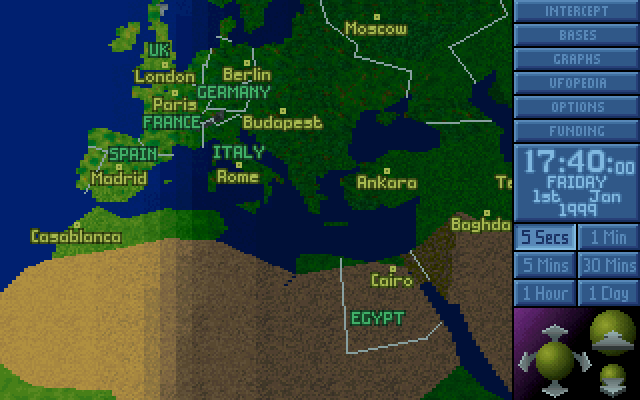 Moscow
UK
London
Berlin
GERMANY
Paris
FRANCE
Budapest
SPAIN
ITALY
Madrid
Rome
Ankara
Te
Casablanca
Baghda
Cairo
EGYPT
INTERCEPT
BASES
GRAPHS
UFOPEDIA
OPTIONS
FUNDING
17:40:00
FRIDAY
1st Jan
1999
5 Secs 1 Min
5 Mins 30 Mins
1 Hour 1 Day